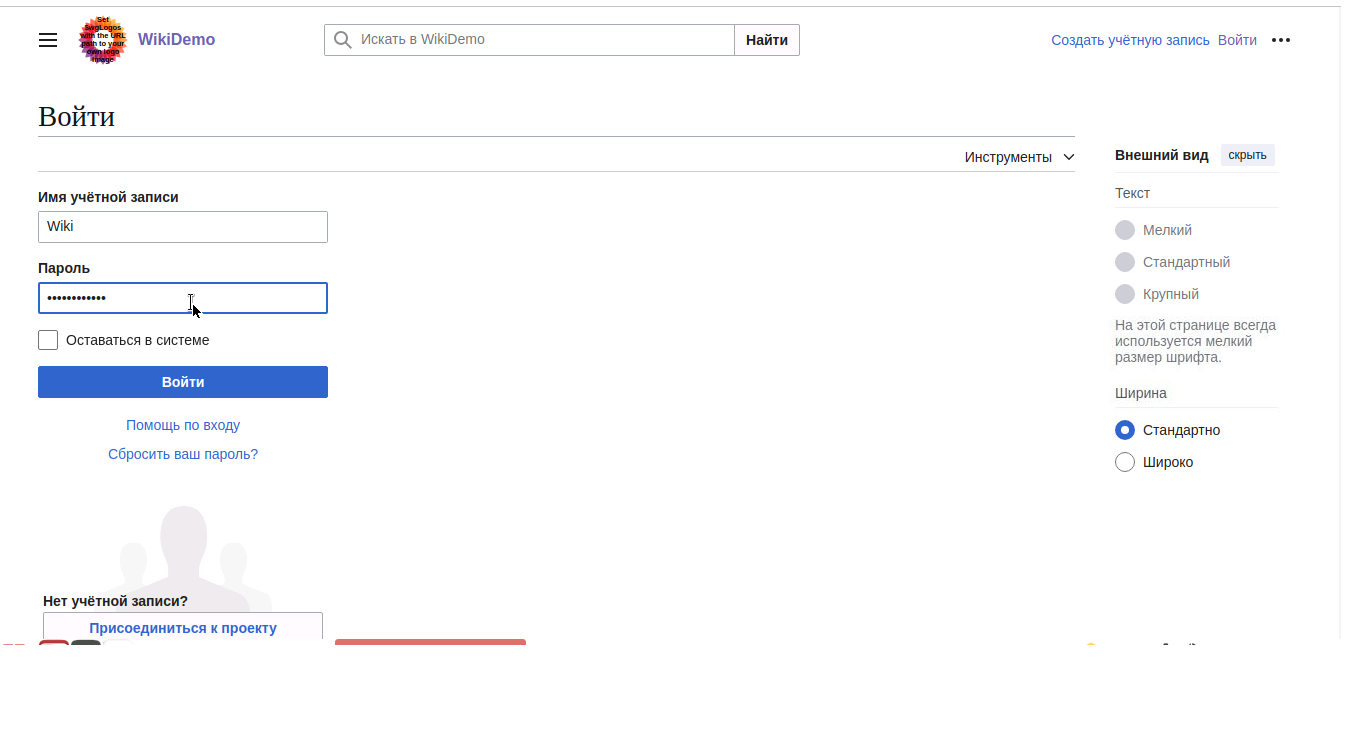 Set
$wgLogos
with the URL
path to your
own logo
image
WikiDemo
Искать в WikiDemo
Найти
Создать учётную запись
Войти
Войти
Инструменты
Имя учётной записи
Wiki
Пароль
••••••••••••
Оставаться в системе
Войти
Помощь по входу
Сбросить ваш пароль?
Нет учётной записи?
Присоединиться к проекту
Внешний вид
скрыть
Текст
Мелкий
Стандартный
Крупный
На этой странице всегда
используется мелкий
размер шрифта.
Ширина
Стандартно
Широко